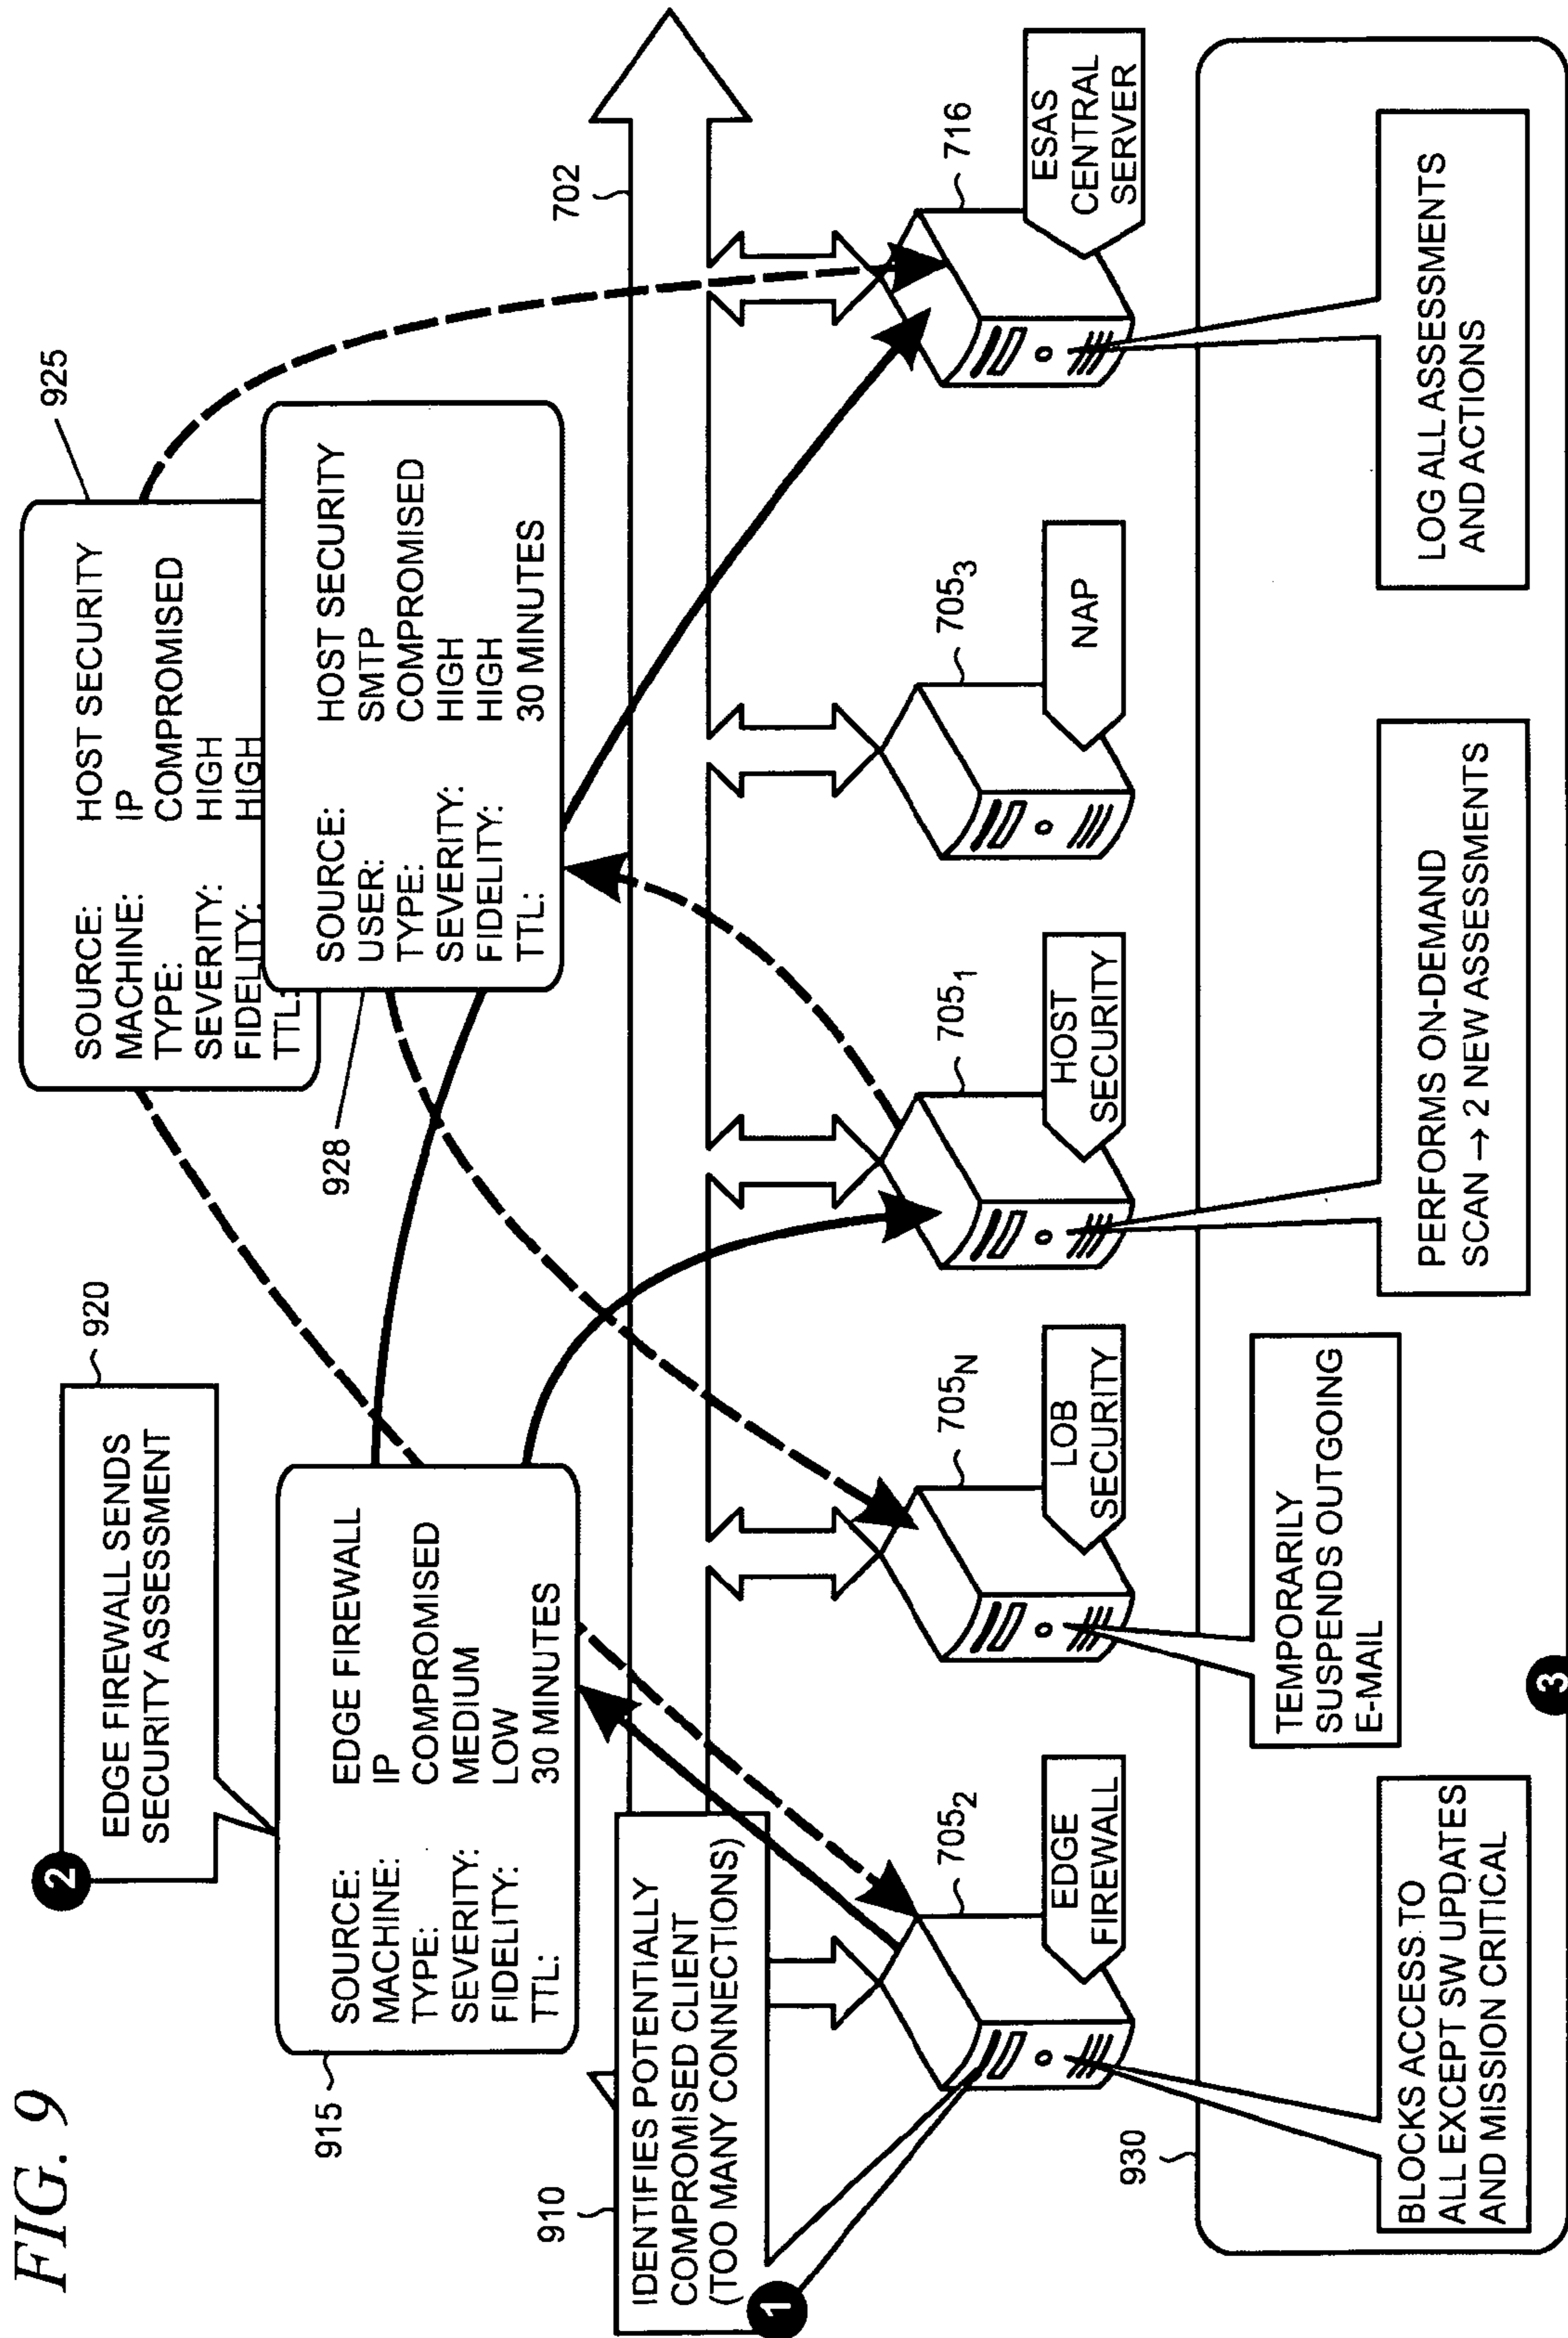 FIG. 9
2
EDGE FIREWALL SENDS
SECURITY ASSESSMENT
920
915
SOURCE: EDGE FIREWALL
MACHINE: IP
TYPE: COMPROMISED
SEVERITY: MEDIUM
FIDELITY: LOW
TTL: 30 MINUTES
925
SOURCE: HOST SECURITY
MACHINE: IP
TYPE: COMPROMISED
SEVERITY: HIGH
FIDELITY: HIGH
TTL:
928
SOURCE: HOST SECURITY
USER: SMTP
TYPE: COMPROMISED
SEVERITY: HIGH
FIDELITY: HIGH
TTL: 30 MINUTES
702
910
IDENTIFIES POTENTIALLY
COMPROMISED CLIENT
(TOO MANY CONNECTIONS)
1
705₂
EDGE
FIREWALL
705N
LOB
SECURITY
705₁
HOST
SECURITY
705₃
NAP
716
ESAS
CENTRAL
SERVER
930
BLOCKS ACCESS TO
ALL EXCEPT SW UPDATES
AND MISSION CRITICAL
TEMPORARILY
SUSPENDS OUTGOING
E-MAIL
PERFORMS ON-DEMAND
SCAN → 2 NEW ASSESSMENTS
LOG ALL ASSESSMENTS
AND ACTIONS
3